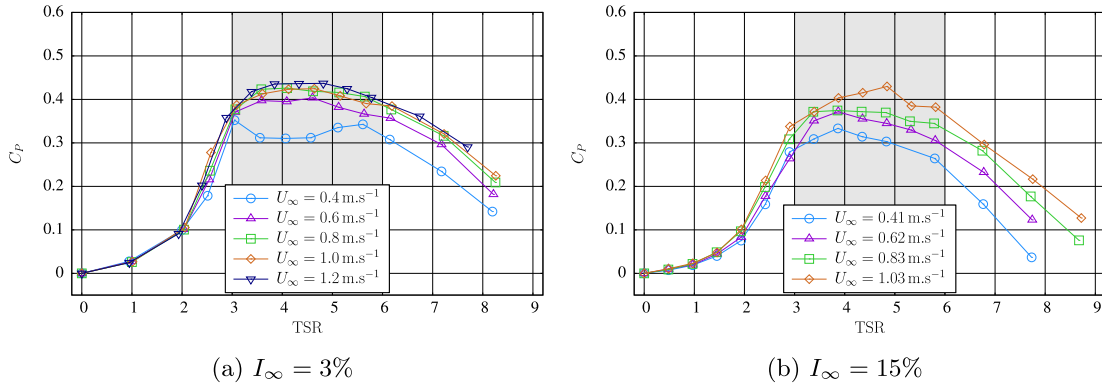 0.6
0.5
0.4
0.3
0.2
0.1
0
C_P
0 1 2 3 4 5 6 7 8 9
TSR
U_∞ = 0.4 m.s⁻¹
U_∞ = 0.6 m.s⁻¹
U_∞ = 0.8 m.s⁻¹
U_∞ = 1.0 m.s⁻¹
U_∞ = 1.2 m.s⁻¹
(a) I_∞ = 3%
0.6
0.5
0.4
0.3
0.2
0.1
0
C_P
0 1 2 3 4 5 6 7 8 9
TSR
U_∞ = 0.41 m.s⁻¹
U_∞ = 0.62 m.s⁻¹
U_∞ = 0.83 m.s⁻¹
U_∞ = 1.03 m.s⁻¹
(b) I_∞ = 15%